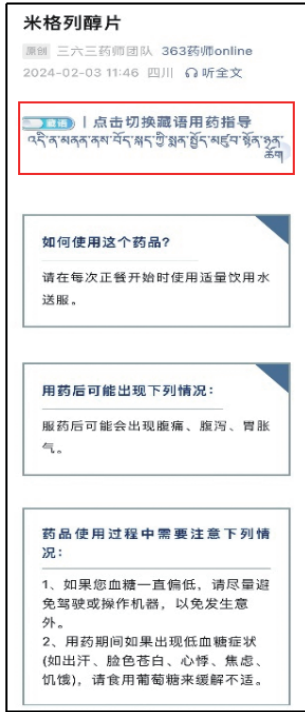 米格列醇片
原创 三六三药师团队 363药师online
2024-02-03 11:46 四川 听全文
藏语 | 点击切换藏语用药指导
如何使用这个药品?
请在每次正餐开始时使用适量饮用水
送服。
用药后可能出现下列情况:
服药后可能会出现腹痛、腹泻、胃胀
气。
药品使用过程中需要注意下列情
况:
1、如果您血糖一直偏低，请尽量避
免驾驶或操作机器，以免发生意
外。
2、用药期间如果出现低血糖症状
(如出汗、脸色苍白、心悸、焦虑、
饥饿)，请食用葡萄糖来缓解不适。